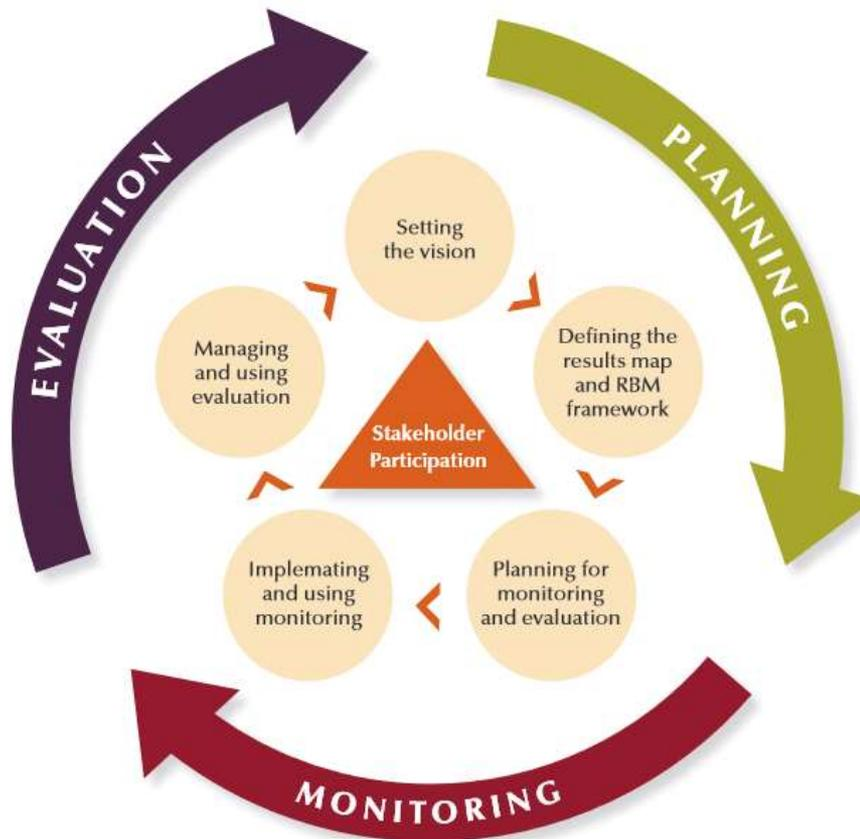 EVALUATION
PLANNING
Setting
the vision
Defining the
results map
and RBM
framework
Managing
and using
evaluation
Stakeholder
Participation
Implemating
and using
monitoring
Planning for
monitoring
and evaluation
MONITORING